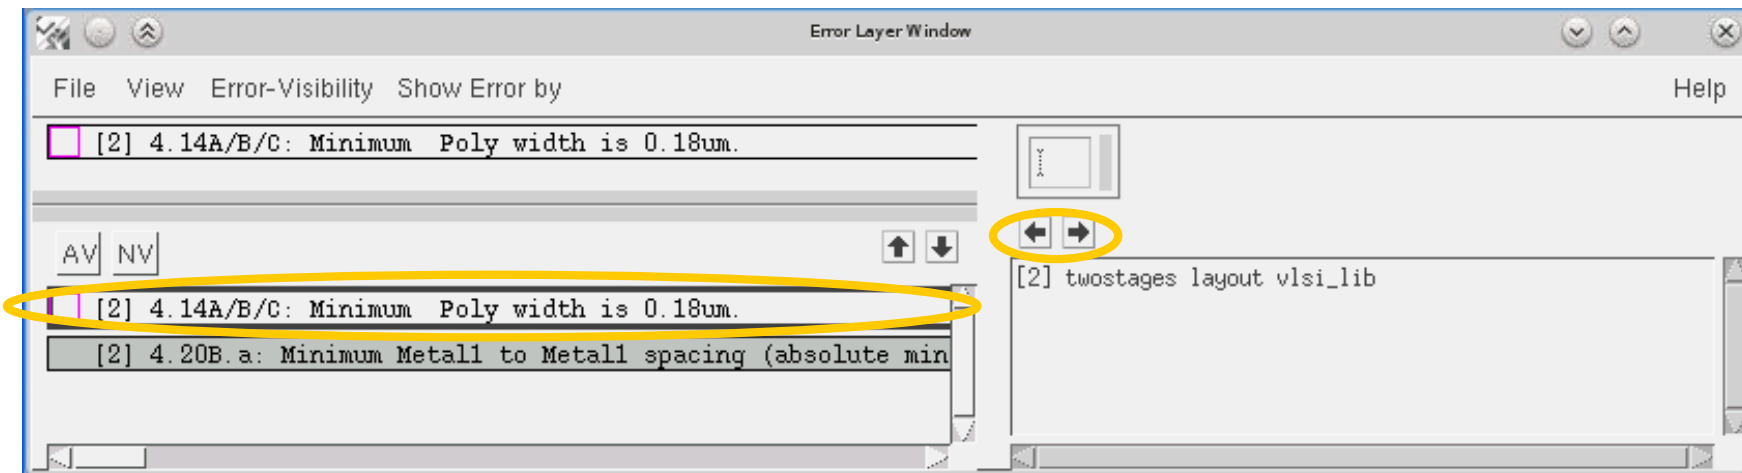 Error Layer Window
File View Error-Visibility Show Error by Help
[2] 4.14A/B/C: Minimum  Poly width is 0.18um.
AV NV
[2] 4.14A/B/C: Minimum  Poly width is 0.18um.
[2] 4.20B.a: Minimum Metal1 to Metal1 spacing (absolute min
[2] twostages layout vlsi_lib